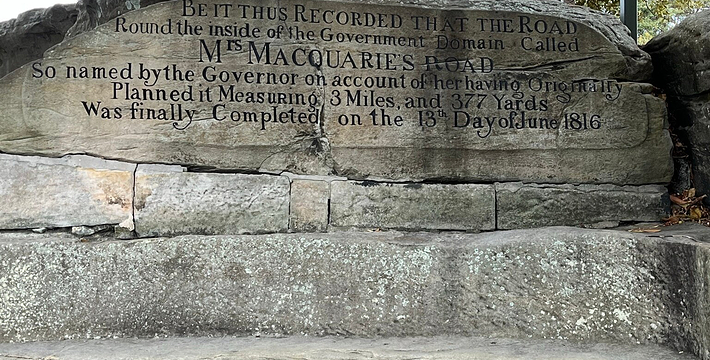 BE IT THUS RECORDED THAT THE ROAD
Round the inside of the Government Domain Called
Mrs MACQUARIE'S ROAD
So named by the Governor on account of her having Originally
Planned it Measuring 3 Miles, and 377 Yards
Was finally Completed on the 13th Day of June 1816